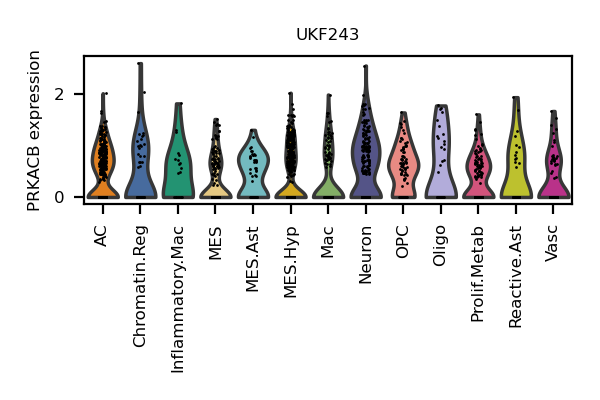 UKF243
PRKACB expression
2
0
AC
Chromatin.Reg
Inflammatory.Mac
MES
MES.Ast
MES.Hyp
Mac
Neuron
OPC
Oligo
Prolif.Metab
Reactive.Ast
Vasc